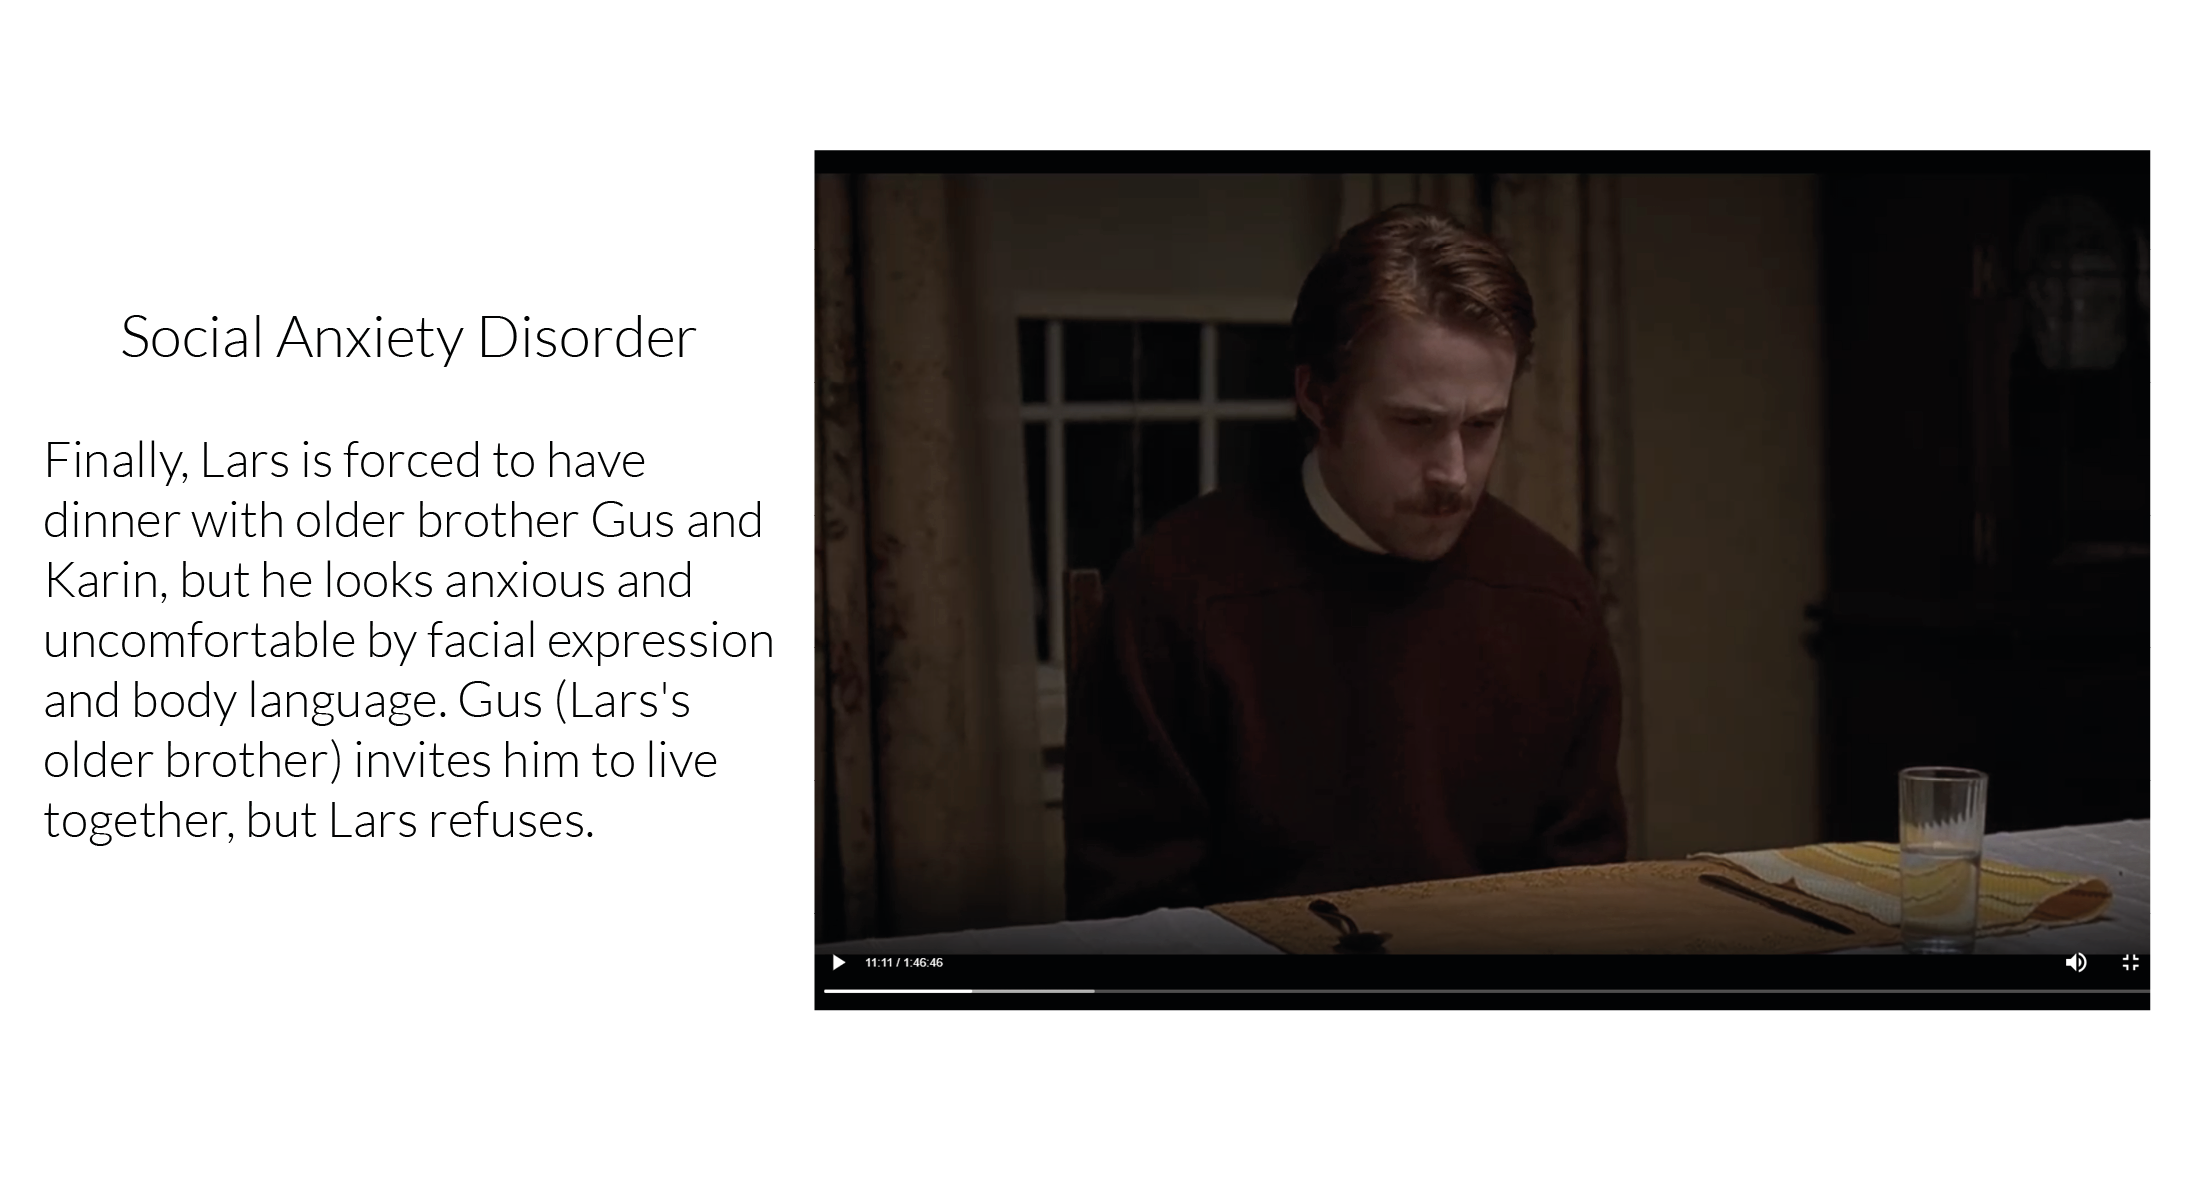 Social Anxiety Disorder
Finally, Lars is forced to have
dinner with older brother Gus and
Karin, but he looks anxious and
uncomfortable by facial expression
and body language. Gus (Lars's
older brother) invites him to live
together, but Lars refuses.
11:11 / 1:46:46